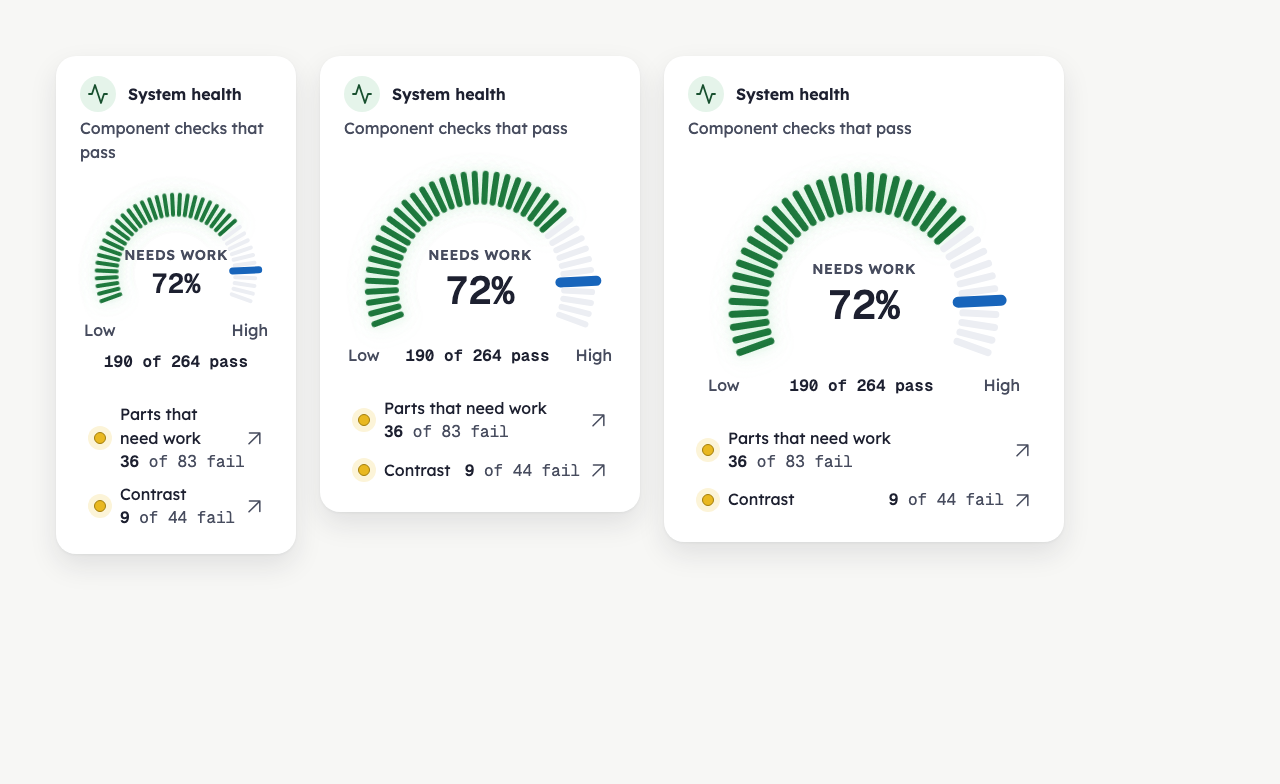 System health
Component checks that
pass
NEEDS WORK
72%
Low
High
190 of 264 pass
Parts that
need work
36 of 83 fail
Contrast
9 of 44 fail
System health
Component checks that pass
NEEDS WORK
72%
Low 190 of 264 pass High
Parts that need work
36 of 83 fail
Contrast 9 of 44 fail
System health
Component checks that pass
NEEDS WORK
72%
Low 190 of 264 pass High
Parts that need work
36 of 83 fail
Contrast 9 of 44 fail